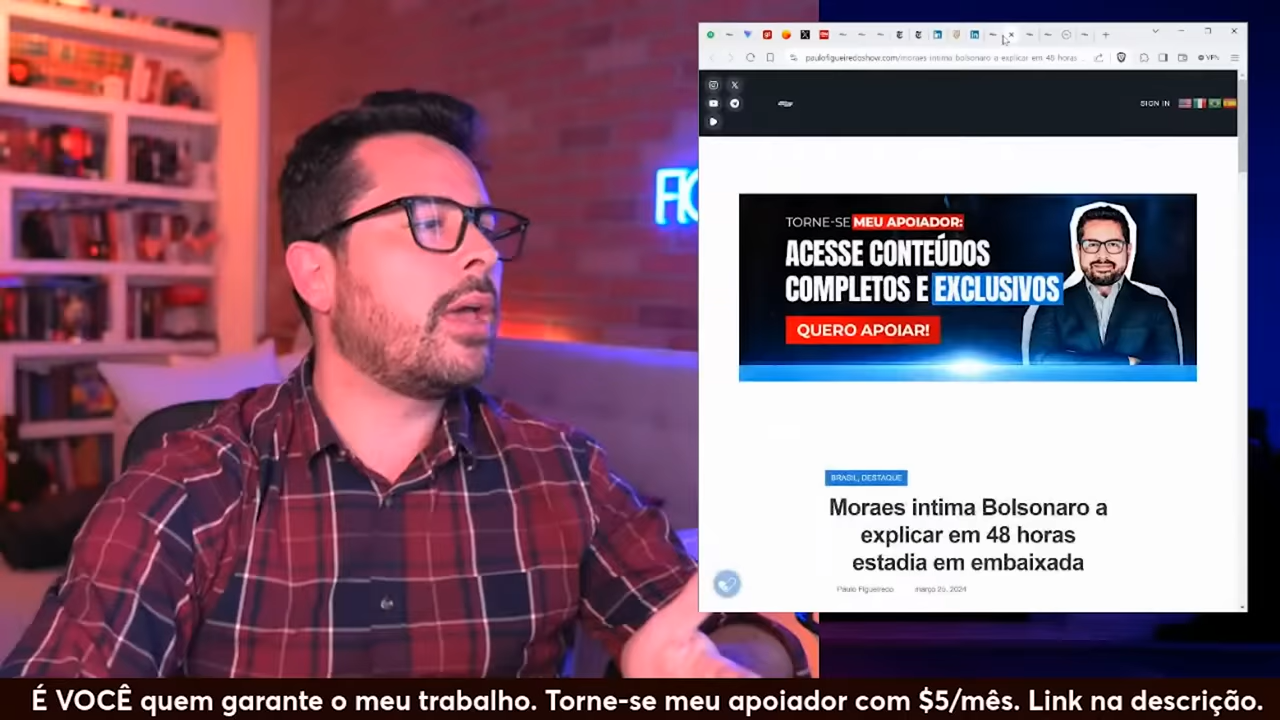 paulofigueiredoshow.com/moraes intima bolsonaro a explicar em 48 horas ...
VPN
SIGN IN
TORNE-SE MEU APOIADOR:
ACESSE CONTEÚDOS
COMPLETOS E EXCLUSIVOS
QUERO APOIAR!
BRASIL, DESTAQUE
Moraes intima Bolsonaro a
explicar em 48 horas
estadia em embaixada
Paulo Figueiredo março 25, 2024
É VOCÊ quem garante o meu trabalho. Torne-se meu apoiador com $5/mês. Link na descrição.